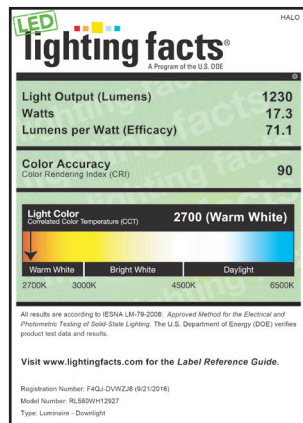 HALO
LED
lighting facts®
A Program of the U.S. DOE
Light Output (Lumens) 1230
Watts 17.3
Lumens per Watt (Efficacy) 71.1
Color Accuracy
Color Rendering Index (CRI) 90
Light Color
Correlated Color Temperature (CCT) 2700 (Warm White)
Warm White Bright White Daylight
2700K 3000K 4500K 6500K
All results are according to IESNA LM-79-2008: Approved Method for the Electrical and
Photometric Testing of Solid-State Lighting. The U.S. Department of Energy (DOE) verifies
product test data and results.
Visit www.lightingfacts.com for the Label Reference Guide.
Registration Number: F4QJ-DVWZJ8 (9/21/2016)
Model Number: RL560WH12927
Type: Luminaire - Downlight